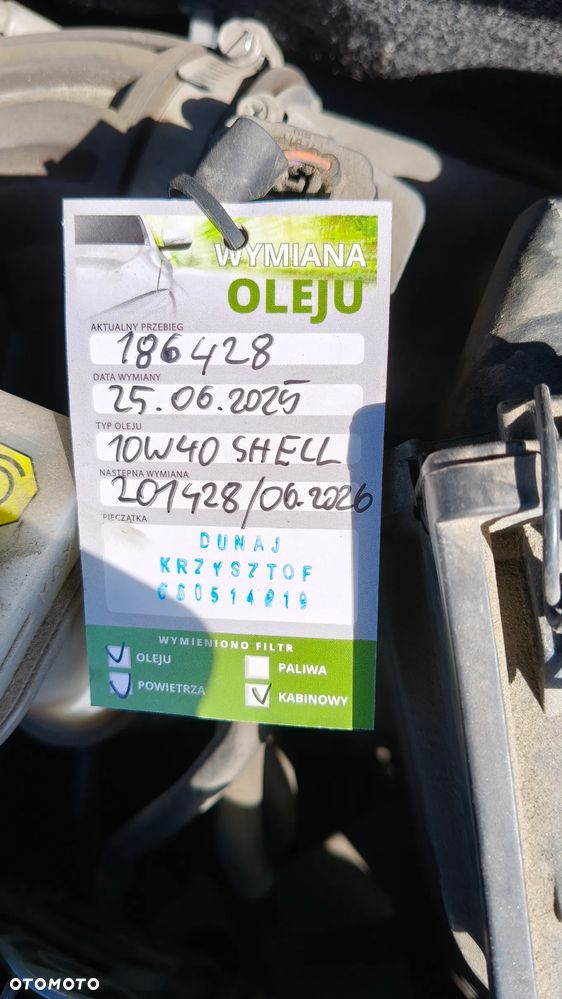 WYMIANA
OLEJU
AKTUALNY PRZEBIEG
186428
DATA WYMIANY
25.06.2025
TYP OLEJU
10W40 SHELL
NASTĘPNA WYMIANA
201428/06.2026
PIECZĄTKA
DUNAJ
KRZYSZTOF
WYMIENIONO FILTR
OLEJU
PALIWA
POWIETRZA
KABINOWY
OTOMOTO